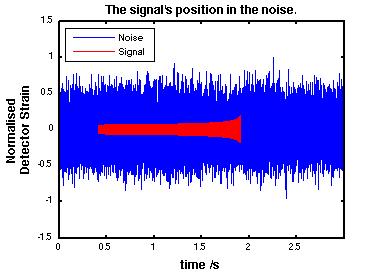 The signal's position in the noise.
Noise
Signal
Normalised
Detector Strain
1.5
1
0.5
0
-0.5
-1
-1.5
0
0.5
1
1.5
2
2.5
time /s